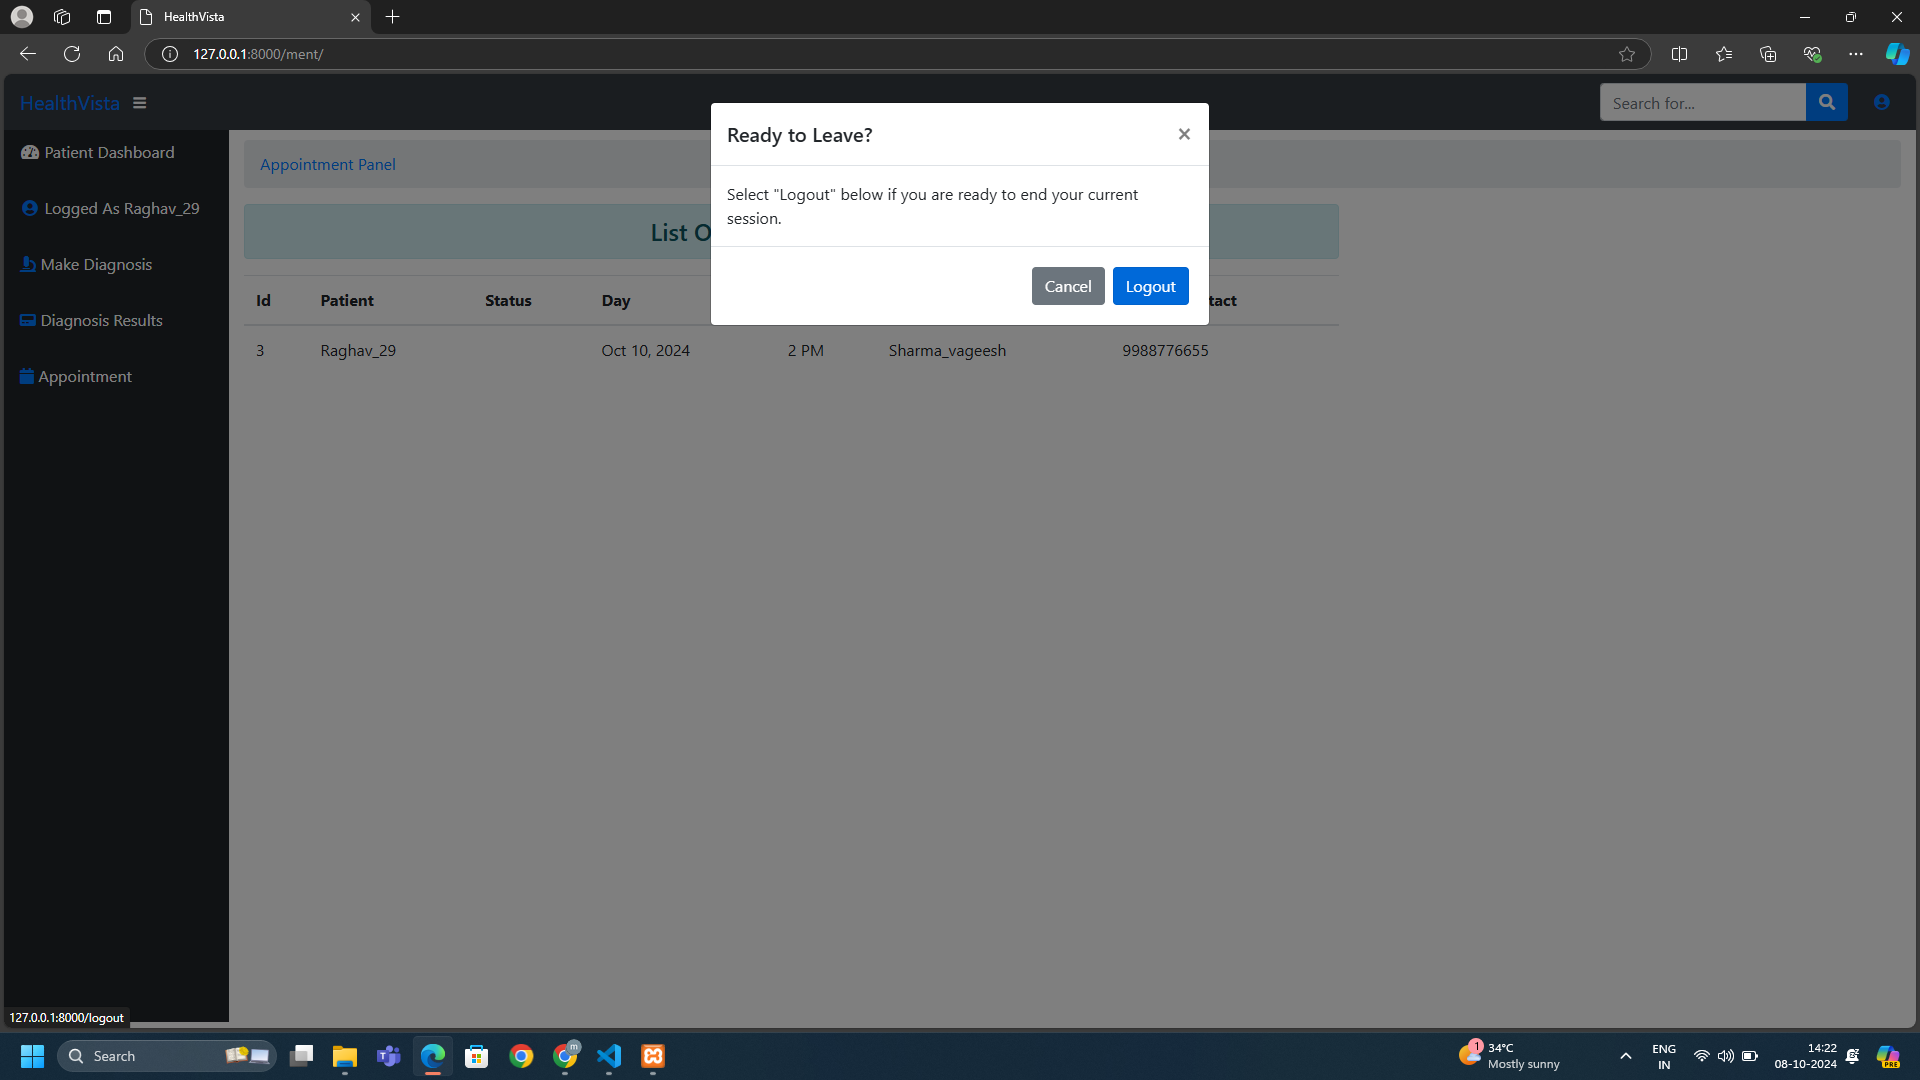 HealthVista
127.0.0.1:8000/ment/
HealthVista
Search for...
Patient Dashboard
Logged As Raghav_29
Make Diagnosis
Diagnosis Results
Appointment
Appointment Panel
List O
Ready to Leave?
×
Select "Logout" below if you are ready to end your current
session.
Cancel
Logout
Id Patient Status Day tact
3 Raghav_29 Oct 10, 2024 2 PM Sharma_vageesh 9988776655
127.0.0.1:8000/logout
Search
m
1
34°C
Mostly sunny
ENG
IN
14:22
08-10-2024
PRE